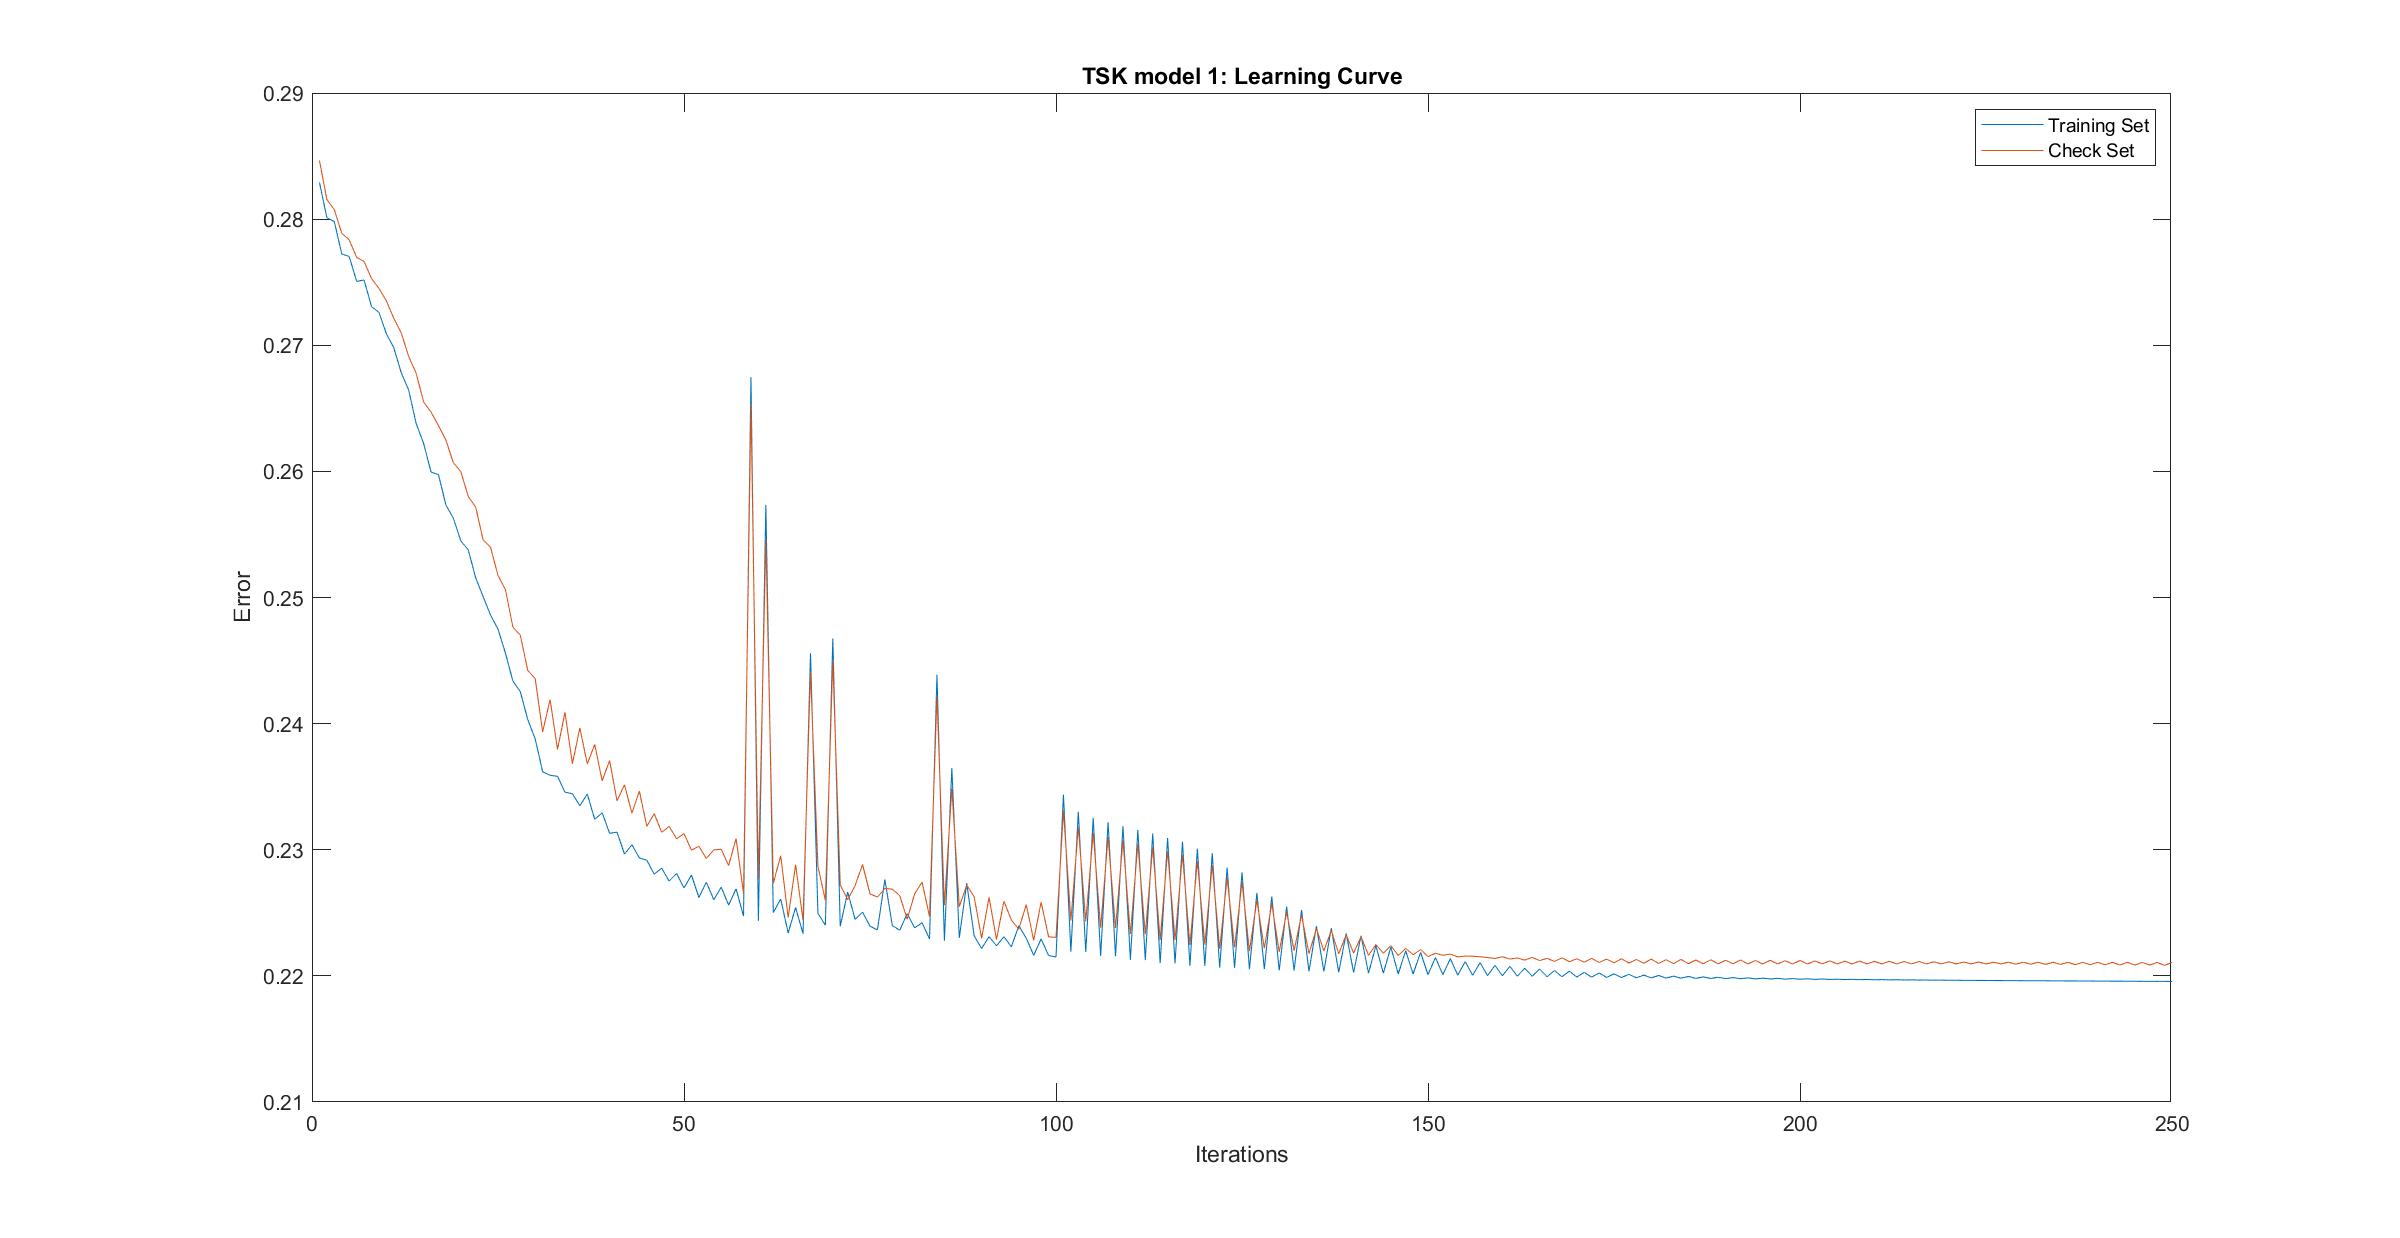 TSK model 1: Learning Curve
Training Set
Check Set
0.29
0.28
0.27
0.26
0.25
0.24
0.23
0.22
0.21
Error
0 50 100 150 200 250
Iterations